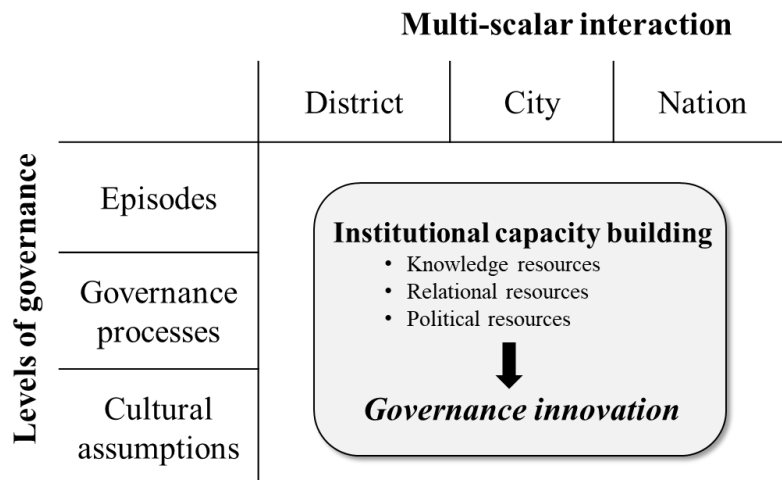 Multi-scalar interaction
District
City
Nation
Levels of governance
Episodes
Governance
processes
Cultural
assumptions
Institutional capacity building
• Knowledge resources
• Relational resources
• Political resources
Governance innovation